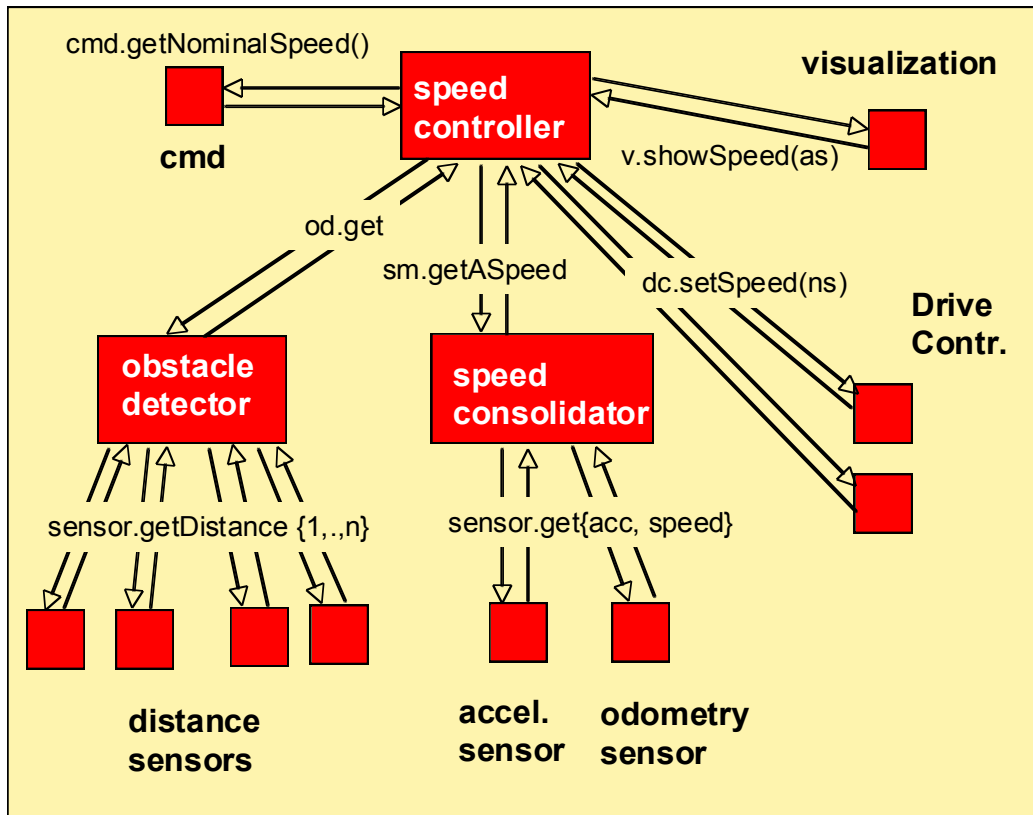 cmd.getNominalSpeed()
speed
controller
visualization
cmd
v.showSpeed(as)
od.get
sm.getASpeed
dc.setSpeed(ns)
Drive
Contr.
obstacle
detector
speed
consolidator
sensor.getDistance {1,.,n}
sensor.get{acc, speed}
distance
sensors
accel.
sensor
odometry
sensor